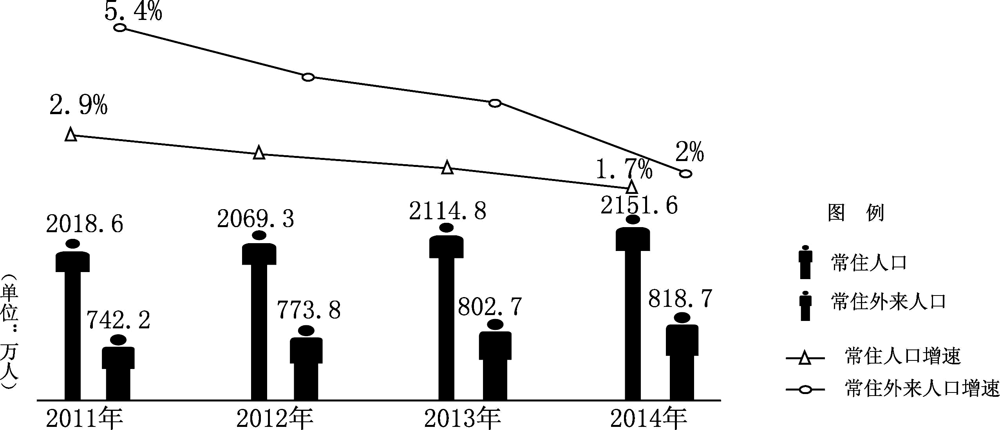 5.4%
2.9%
2%
1.7%
2018.6
2069.3
2114.8
2151.6
742.2
773.8
802.7
818.7
（单位：万人）
2011年
2012年
2013年
2014年
图 例
常住人口
常住外来人口
常住人口增速
常住外来人口增速